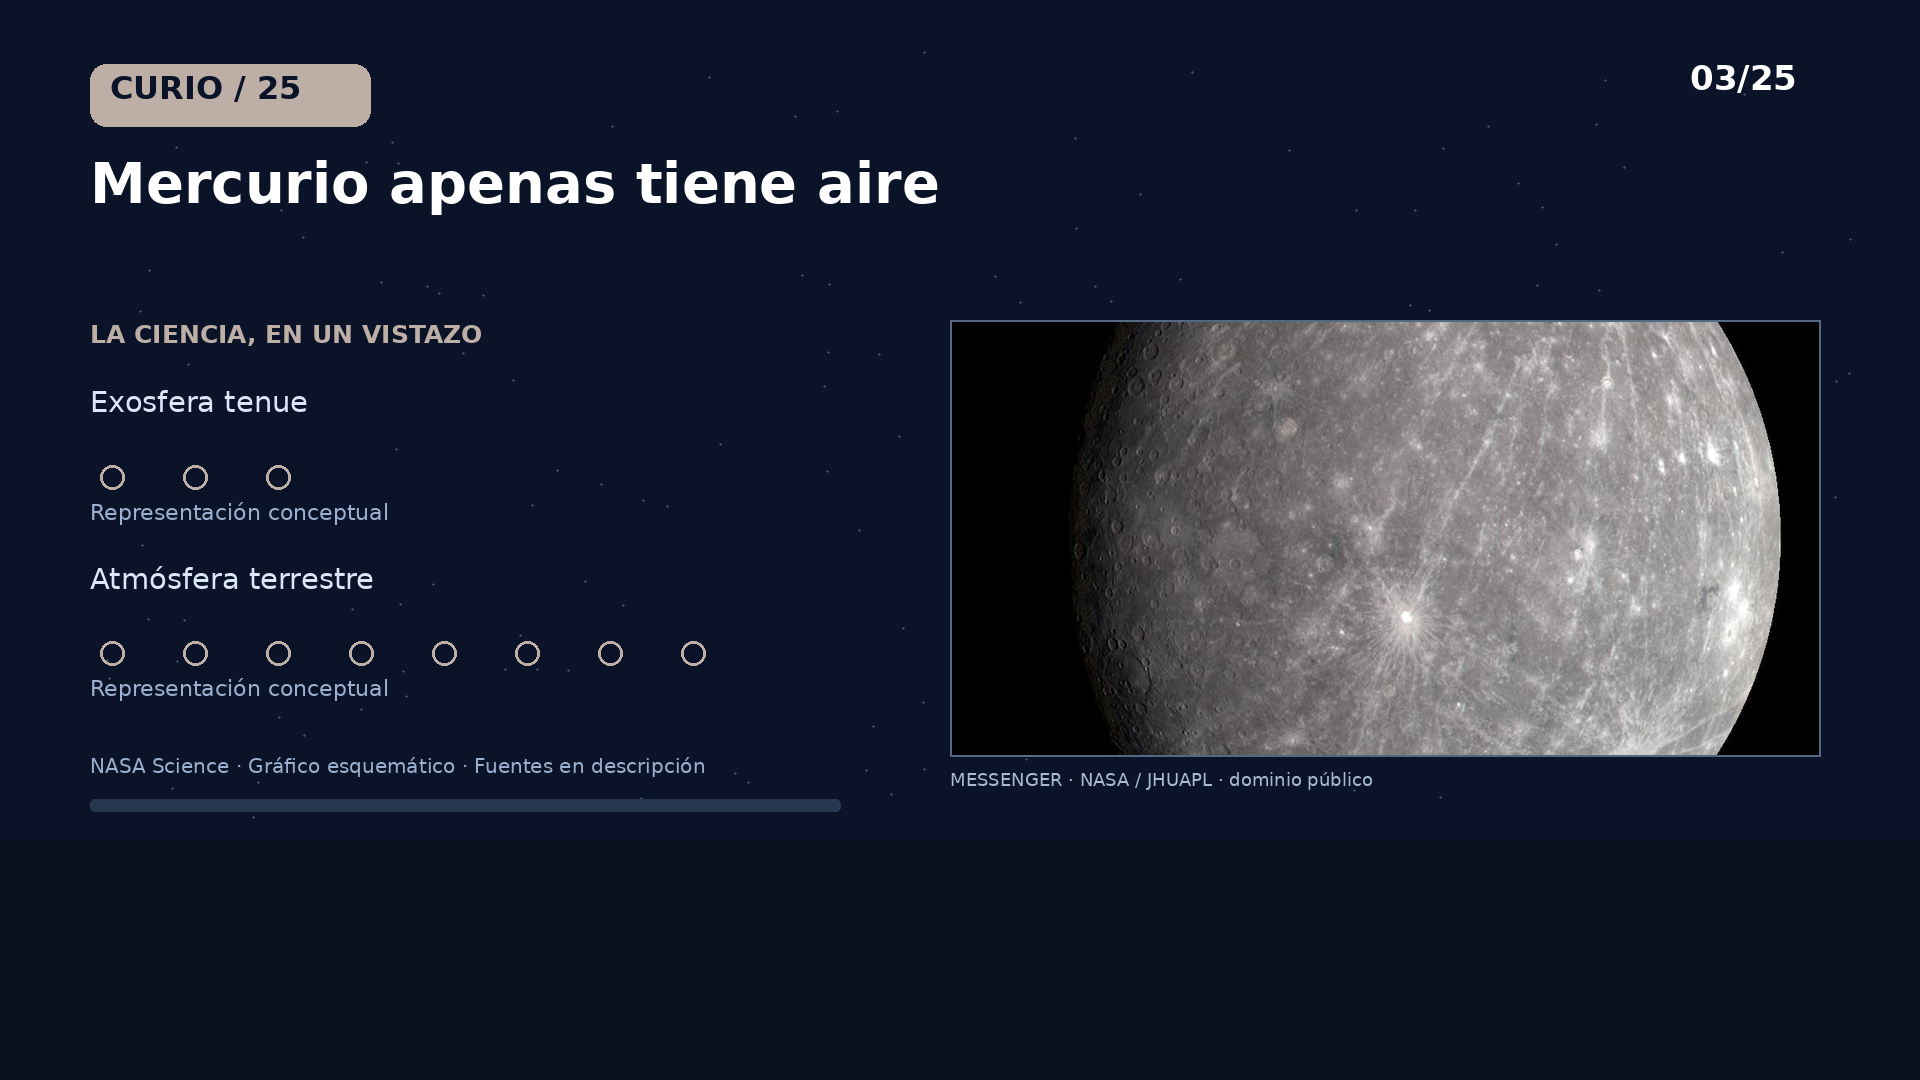 CURIO / 25
03/25
Mercurio apenas tiene aire
LA CIENCIA, EN UN VISTAZO
Exosfera tenue
Representación conceptual
Atmósfera terrestre
Representación conceptual
NASA Science · Gráfico esquemático · Fuentes en descripción
MESSENGER · NASA / JHUAPL · dominio público